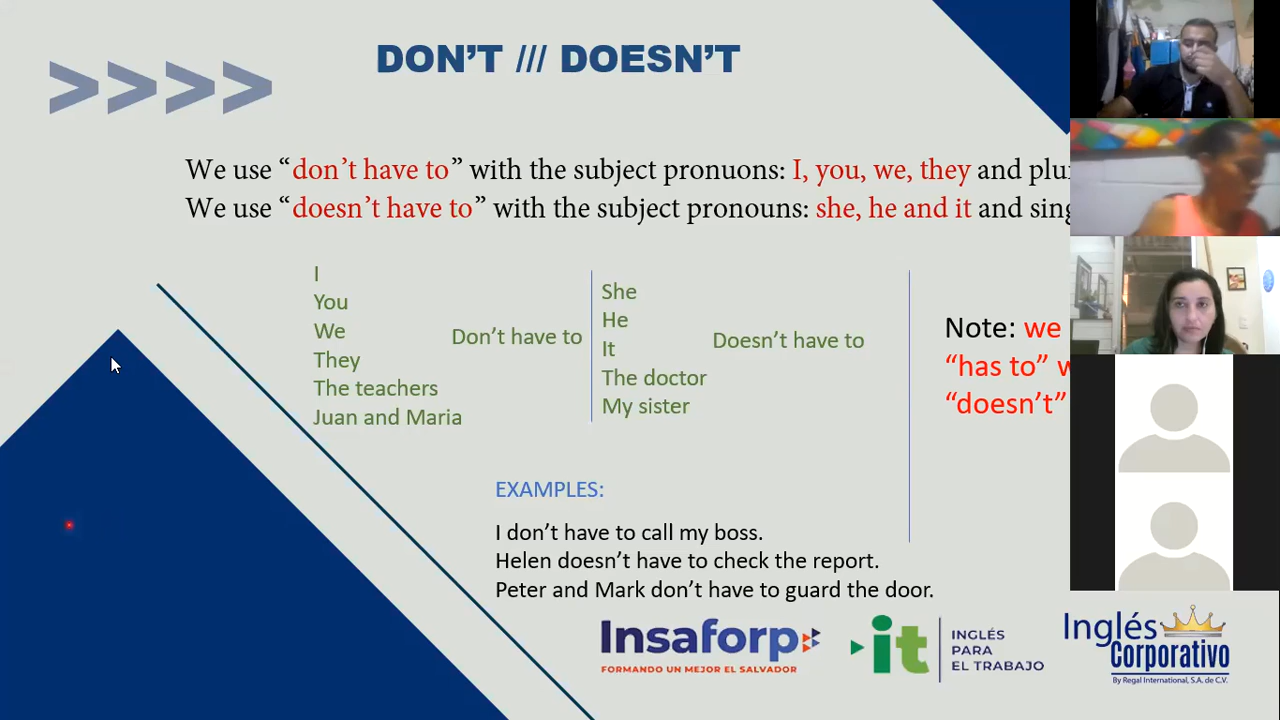 DON'T /// DOESN'T
>>>>
We use “don't have to” with the subject pronuons: I, you, we, they and
We use “doesn't have to” with the subject pronouns: she, he and it and
I
You
We
They
The teachers
Juan and Maria
Don't have to
She
He
It
The doctor
My sister
Doesn't have to
Note: we
“has to”
“doesn't”
EXAMPLES:
I don't have to call my boss.
Helen doesn't have to check the report.
Peter and Mark don't have to guard the door.
Insaforp
FORMANDO UN MEJOR EL SALVADOR
it
INGLÉS
PARA
EL TRABAJO
Inglés
Corporativo
By Regal International, S.A. de C.V.